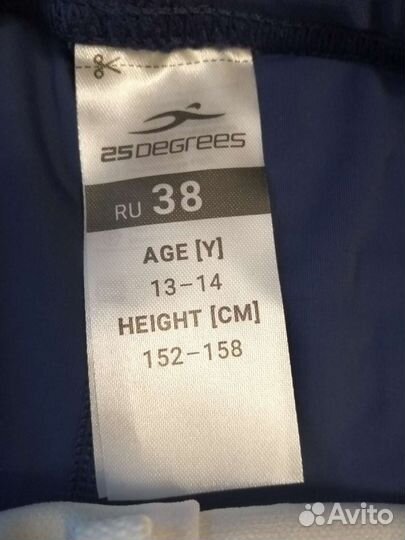 25DEGREES
RU 38
AGE [Y]
13–14
HEIGHT [CM]
152–158
Avito